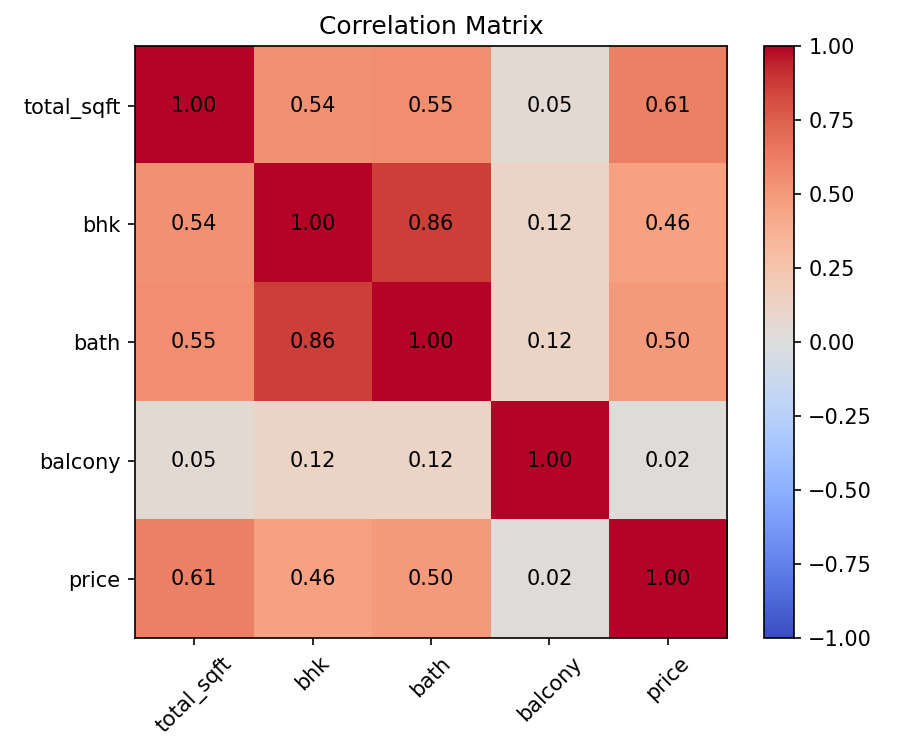 Correlation Matrix
total_sqft 1.00 0.54 0.55 0.05 0.61
bhk 0.54 1.00 0.86 0.12 0.46
bath 0.55 0.86 1.00 0.12 0.50
balcony 0.05 0.12 0.12 1.00 0.02
price 0.61 0.46 0.50 0.02 1.00
total_sqft bhk bath balcony price
1.00
0.75
0.50
0.25
0.00
−0.25
−0.50
−0.75
−1.00